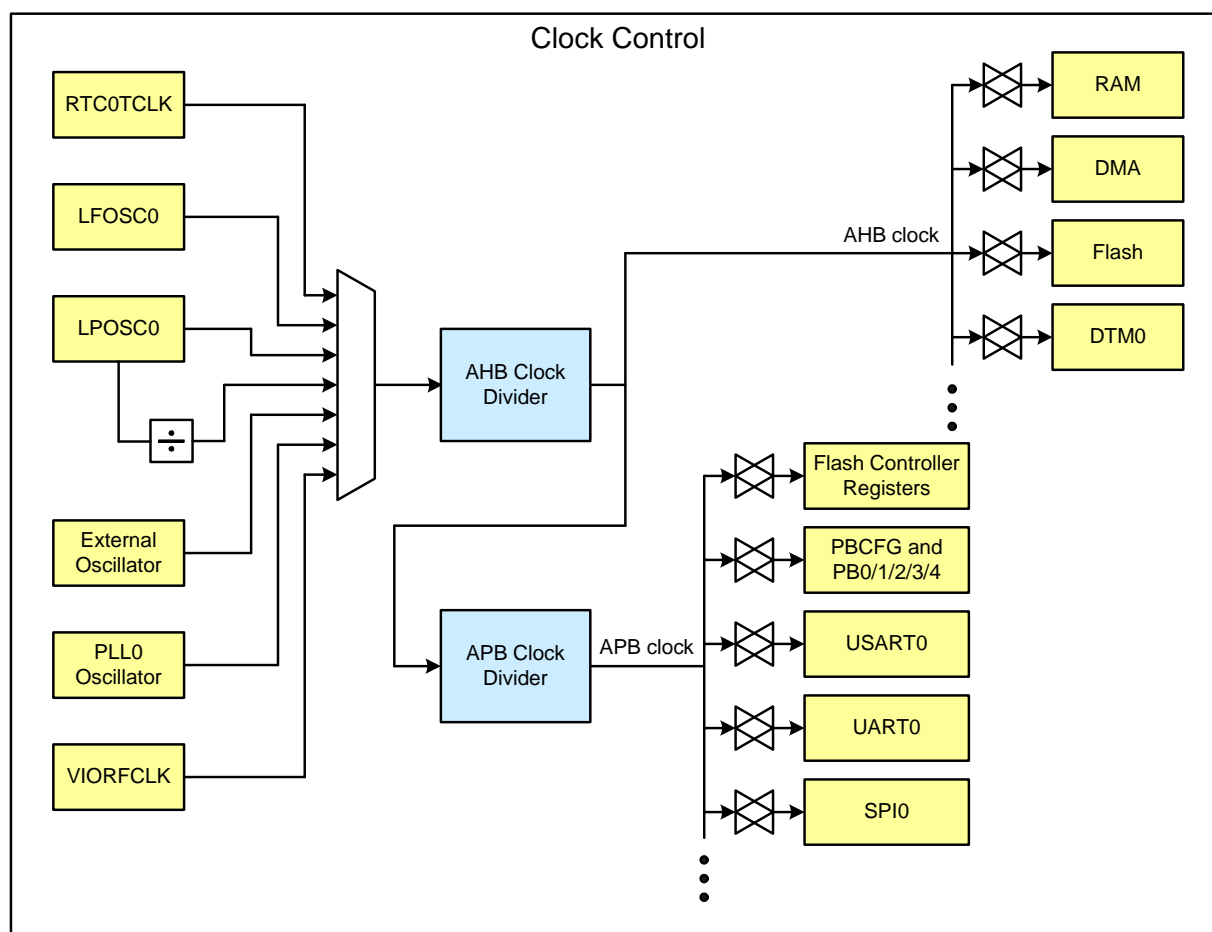 Clock Control
RTC0TCLK
LFOSC0
LPOSC0
÷
External
Oscillator
PLL0
Oscillator
VIORFCLK
AHB Clock
Divider
APB Clock
Divider
AHB clock
RAM
DMA
Flash
DTM0
APB clock
Flash Controller
Registers
PBCFG and
PB0/1/2/3/4
USART0
UART0
SPI0